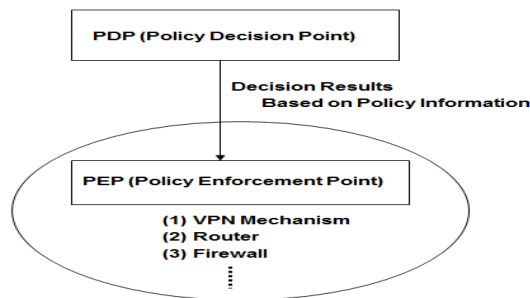 PDP (Policy Decision Point)
Decision Results
Based on Policy Information
PEP (Policy Enforcement Point)
(1) VPN Mechanism
(2) Router
(3) Firewall